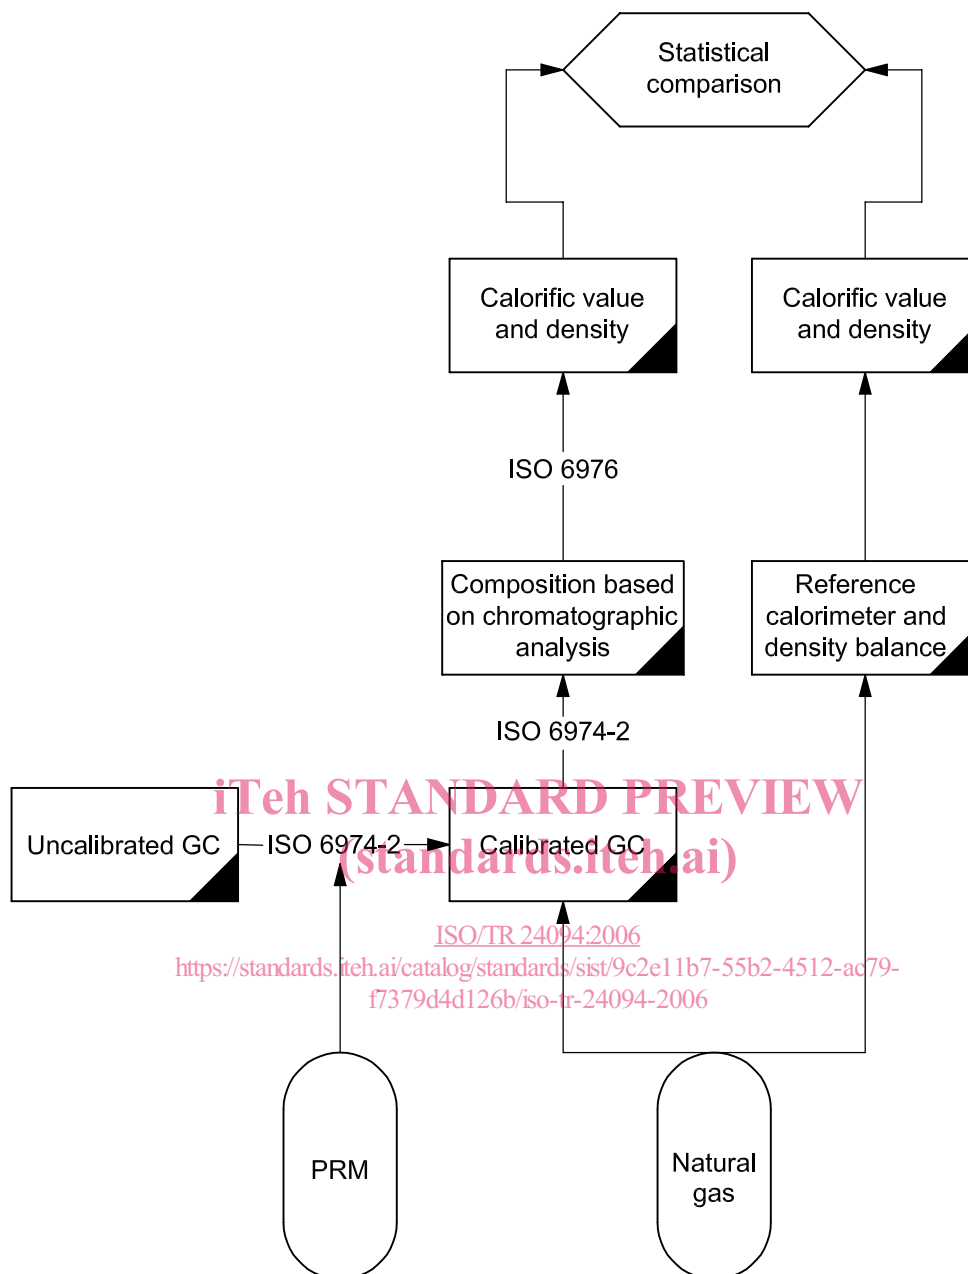 Statistical
comparison
Calorific value
and density
Calorific value
and density
ISO 6976
Composition based
on chromatographic
analysis
Reference
calorimeter and
density balance
ISO 6974-2
iTeh STANDARD PREVIEW
Uncalibrated GC
ISO 6974-2
Calibrated GC
(standards.iteh.ai)
ISO/TR 24094:2006
https://standards.iteh.ai/catalog/standards/sist/9c2e11b7-55b2-4512-ac79-
f7379d4d126b/iso-tr-24094-2006
PRM
Natural
gas